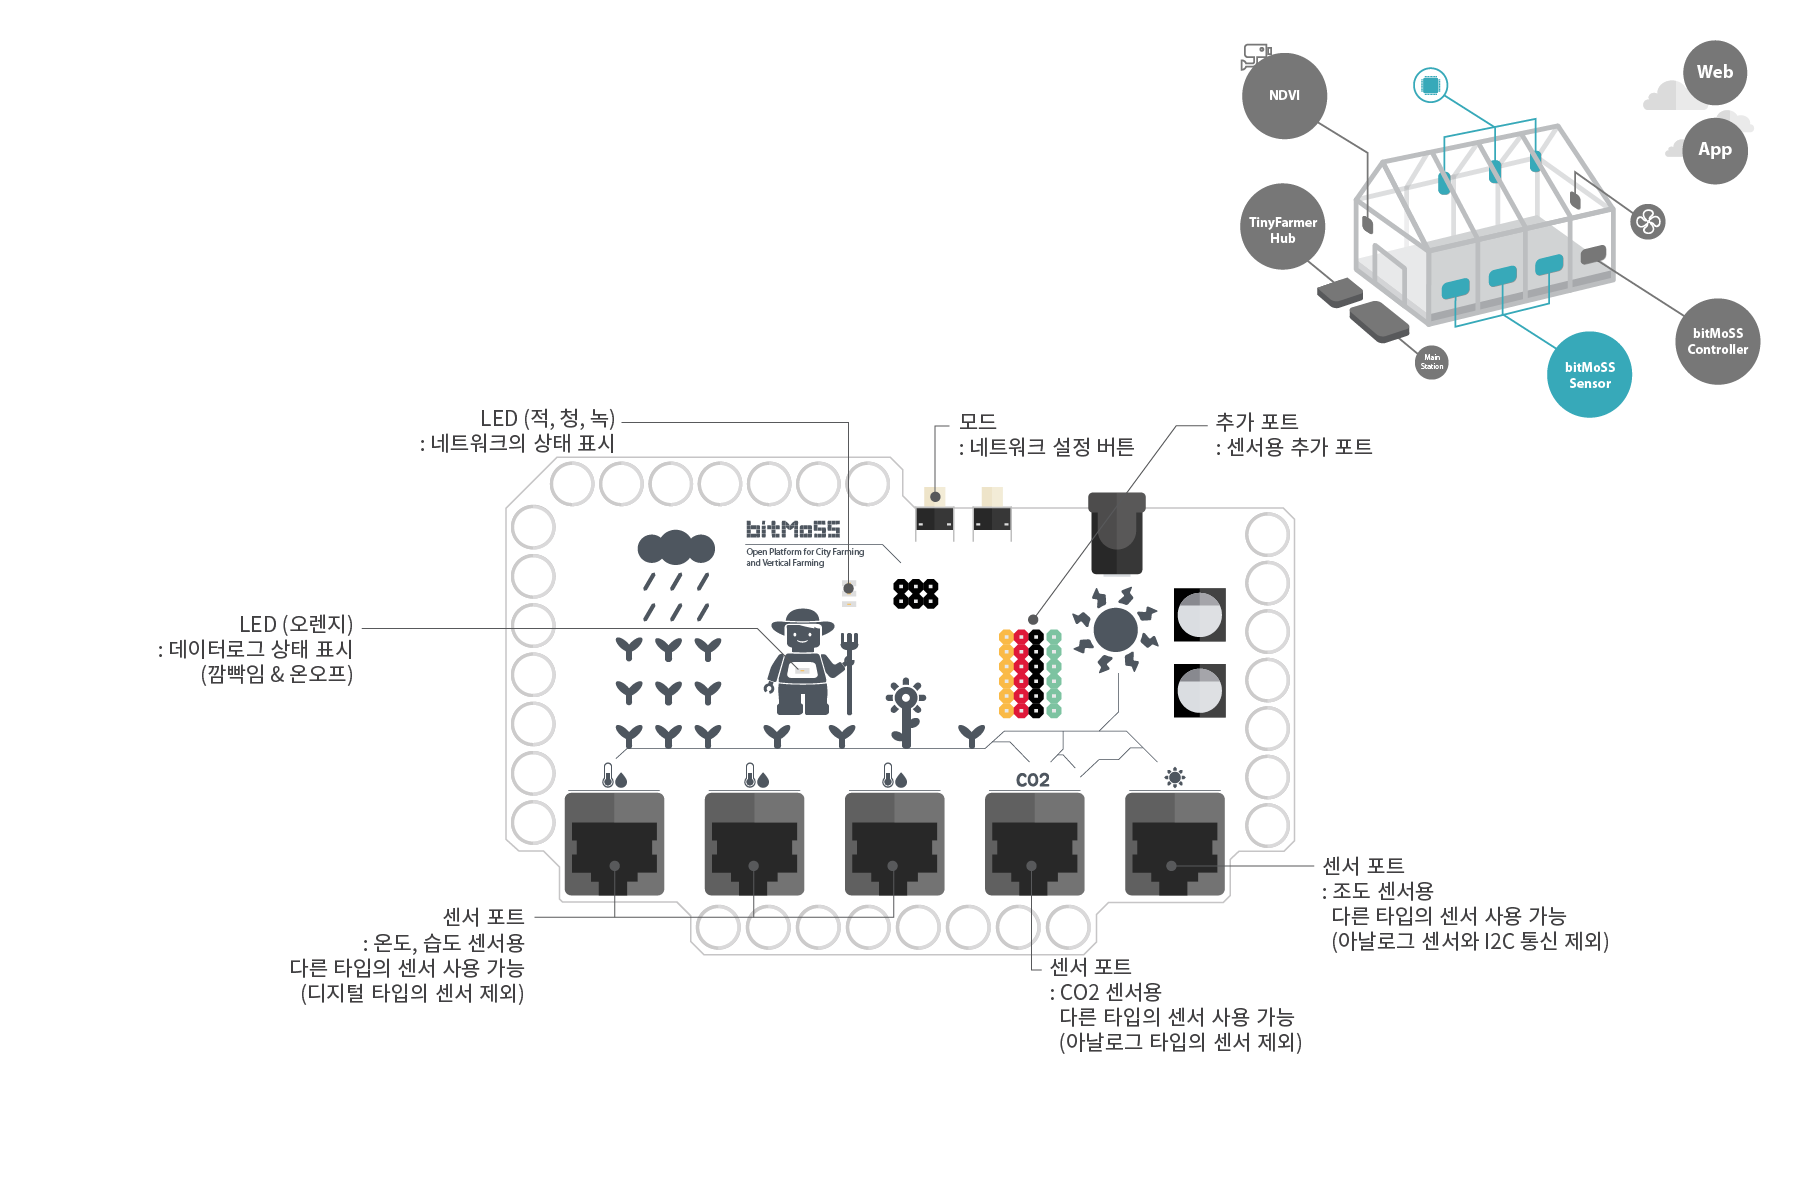 NDVI
Web
App
TinyFarmer
Hub
Main
Station
bitMoSS
Sensor
bitMoSS
Controller
LED (적, 청, 녹)
: 네트워크의 상태 표시
모드
: 네트워크 설정 버튼
추가 포트
: 센서용 추가 포트
bitMoSS
Open Platform for City Farming
and Vertical Farming
LED (오렌지)
: 데이터로그 상태 표시
(깜빡임 & 온오프)
CO2
센서 포트
: 조도 센서용
다른 타입의 센서 사용 가능
(아날로그 센서와 I2C 통신 제외)
센서 포트
: 온도, 습도 센서용
다른 타입의 센서 사용 가능
(디지털 타입의 센서 제외)
센서 포트
: CO2 센서용
다른 타입의 센서 사용 가능
(아날로그 타입의 센서 제외)